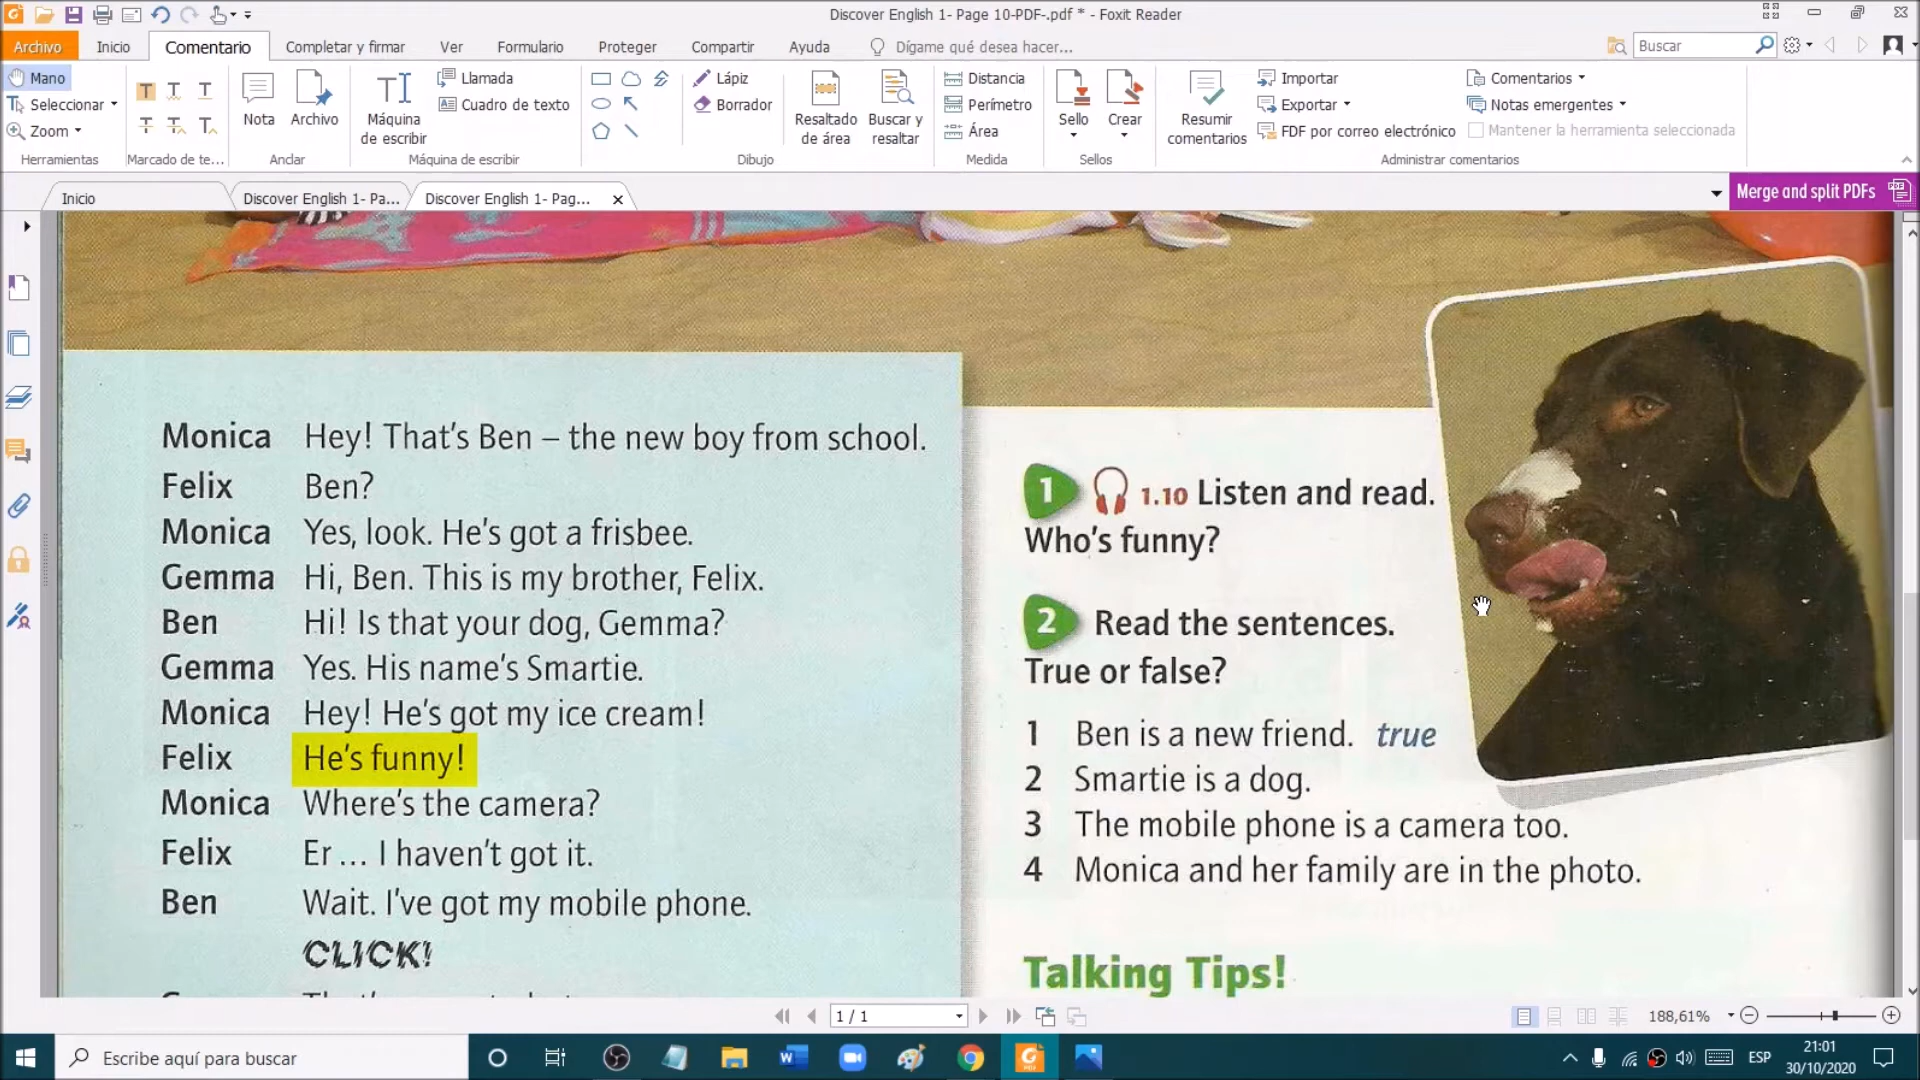 Discover English 1- Page 10-PDF-.pdf * - Foxit Reader
Archivo Inicio Comentario Completar y firmar Ver Formulario Proteger Compartir Ayuda Dígame qué desea hacer... Buscar
Mano
Seleccionar
Zoom
Herramientas
T T T
T T T
Marcado de te...
Nota Archivo
Anclar
Máquina de escribir
Llamada
Cuadro de texto
Máquina de escribir
Lápiz
Borrador
Resaltado de área
Buscar y resaltar
Dibujo
Distancia
Perímetro
Área
Medida
Sello Crear
Sellos
Resumir comentarios
Importar
Exportar
FDF por correo electrónico
Comentarios
Notas emergentes
Mantener la herramienta seleccionada
Administrar comentarios
Inicio
Discover English 1- Pa...
Discover English 1- Pag...
Merge and split PDFs
Monica Hey! That's Ben – the new boy from school.
Felix Ben?
Monica Yes, look. He's got a frisbee.
Gemma Hi, Ben. This is my brother, Felix.
Ben Hi! Is that your dog, Gemma?
Gemma Yes. His name's Smartie.
Monica Hey! He's got my ice cream!
Felix He's funny!
Monica Where's the camera?
Felix Er ... I haven't got it.
Ben Wait. I've got my mobile phone.
CLICK!
1 1.10 Listen and read.
Who's funny?
2 Read the sentences.
True or false?
1 Ben is a new friend. true
2 Smartie is a dog.
3 The mobile phone is a camera too.
4 Monica and her family are in the photo.
Talking Tips!
1 / 1
188,61%
Escribe aquí para buscar
ESP
21:01
30/10/2020